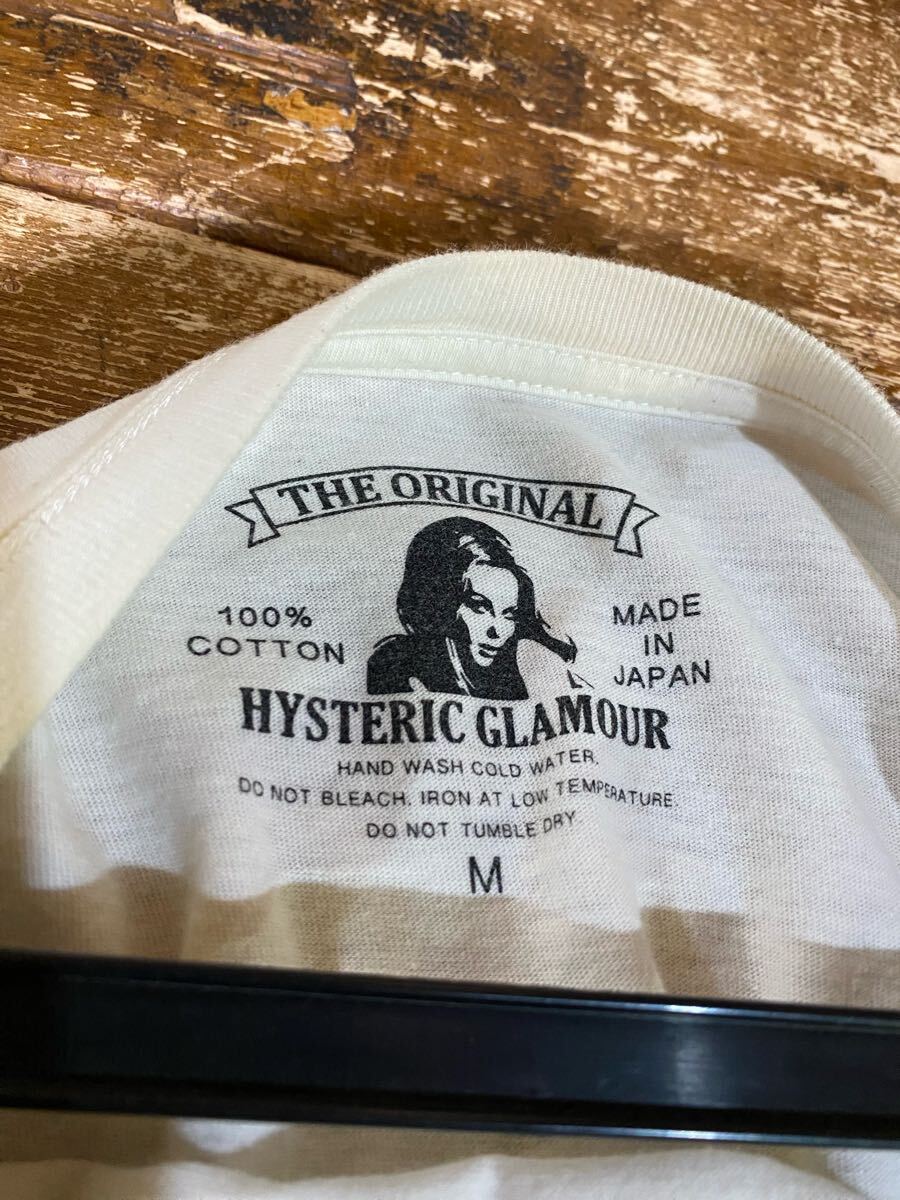 THE ORIGINAL
100%
COTTON
MADE
IN
JAPAN
HYSTERIC GLAMOUR
HAND WASH COLD WATER.
DO NOT BLEACH. IRON AT LOW TEMPERATURE.
DO NOT TUMBLE DRY
M